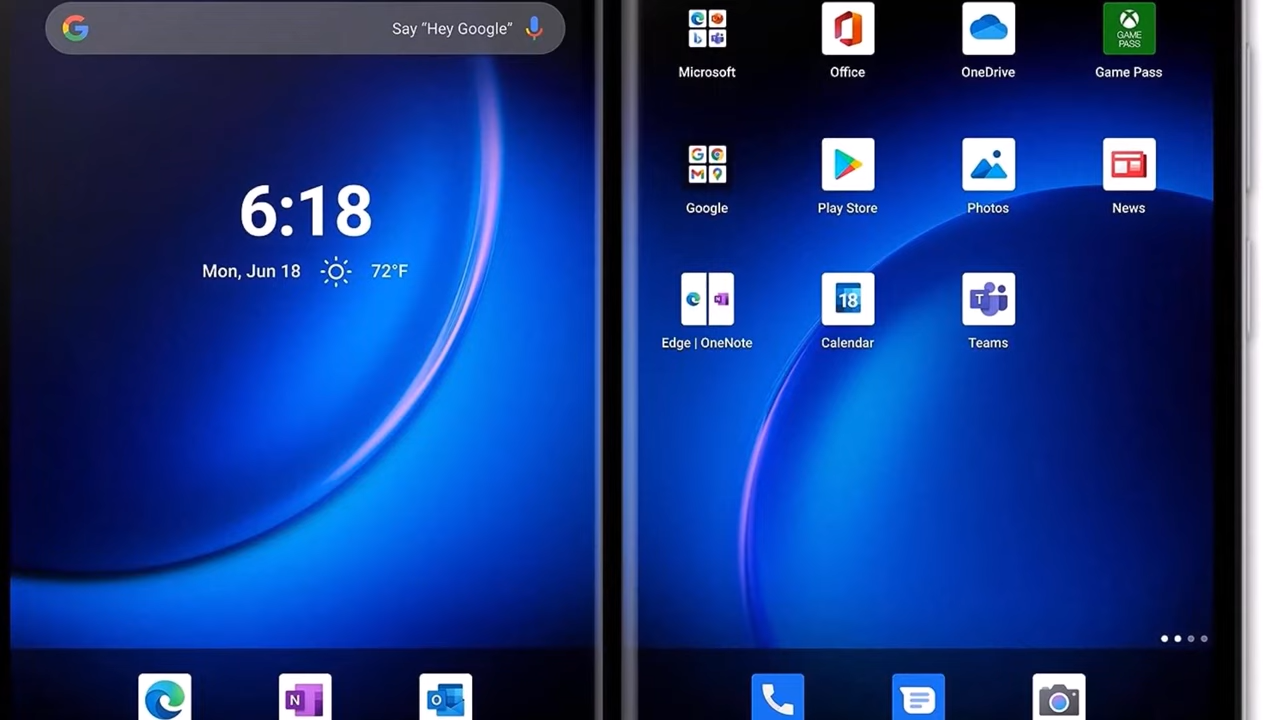 Say “Hey Google”
6:18
Mon, Jun 18 72°F
Microsoft
Office
OneDrive
GAME
PASS
Game Pass
Google
Play Store
Photos
News
Edge | OneNote
18
Calendar
T
Teams
N
O